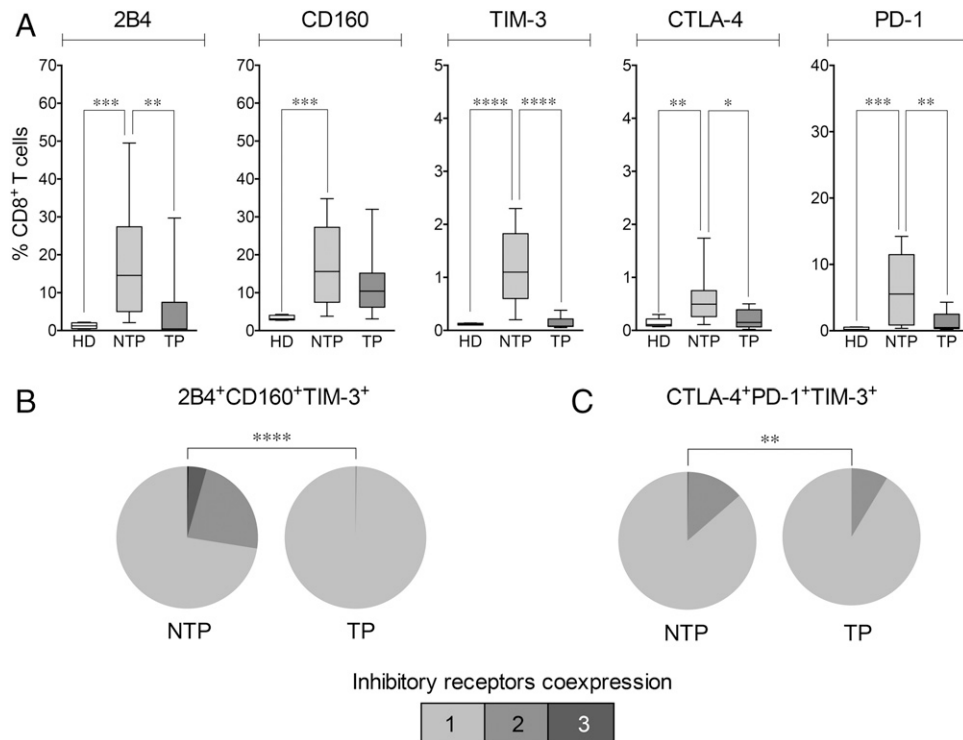 A
2B4 CD160 TIM-3 CTLA-4 PD-1
% CD8+ T cells
70 70 5 5 40
60 60
50 50 4 4 30
40 40 3 3
30 30 20
20 20 2 2
10 10 1 1 10
0 0 0 0 0
*** ** *** **** **** ** * *** **
HD NTP TP HD NTP TP HD NTP TP HD NTP TP HD NTP TP
B 2B4+CD160+TIM-3+
****
NTP TP
C CTLA-4+PD-1+TIM-3+
**
NTP TP
Inhibitory receptors coexpression
1 2 3